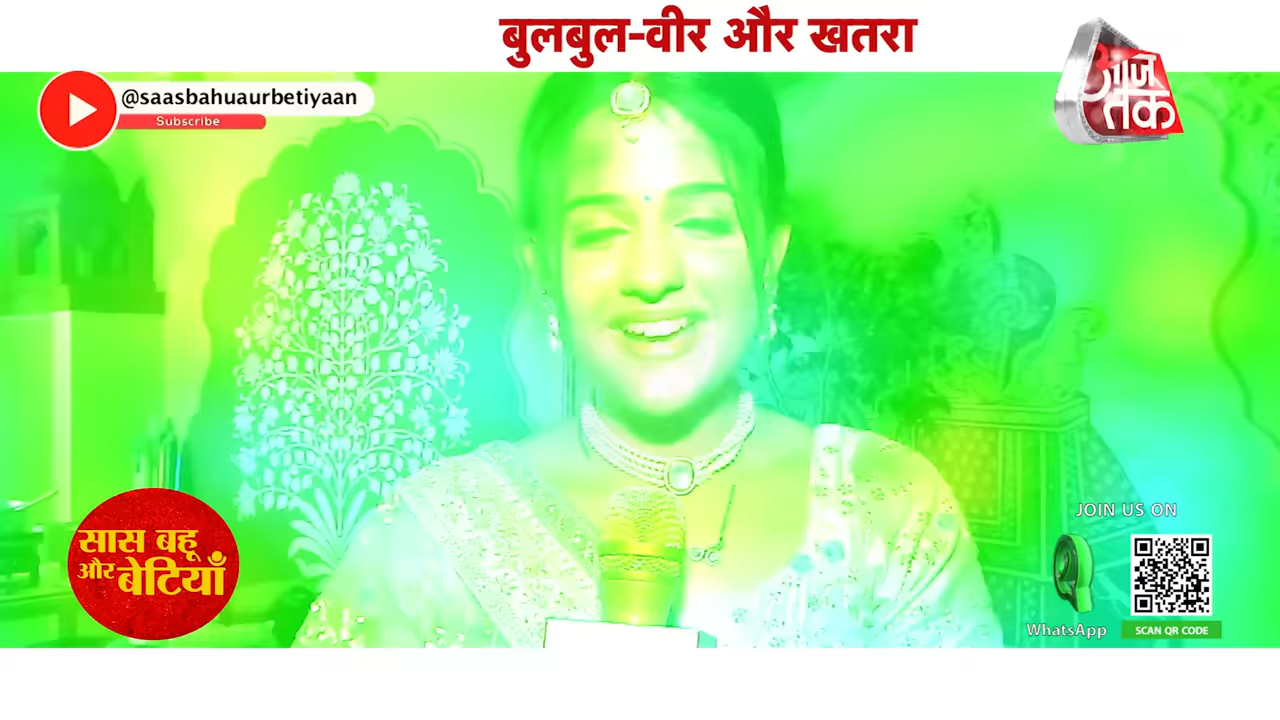 बुलबुल-वीर और खतरा
@saasbahuaurbetiyaan
Subscribe
आज
तक
सास बहू
और बेटियाँ
JOIN US ON
WhatsApp
SCAN QR CODE